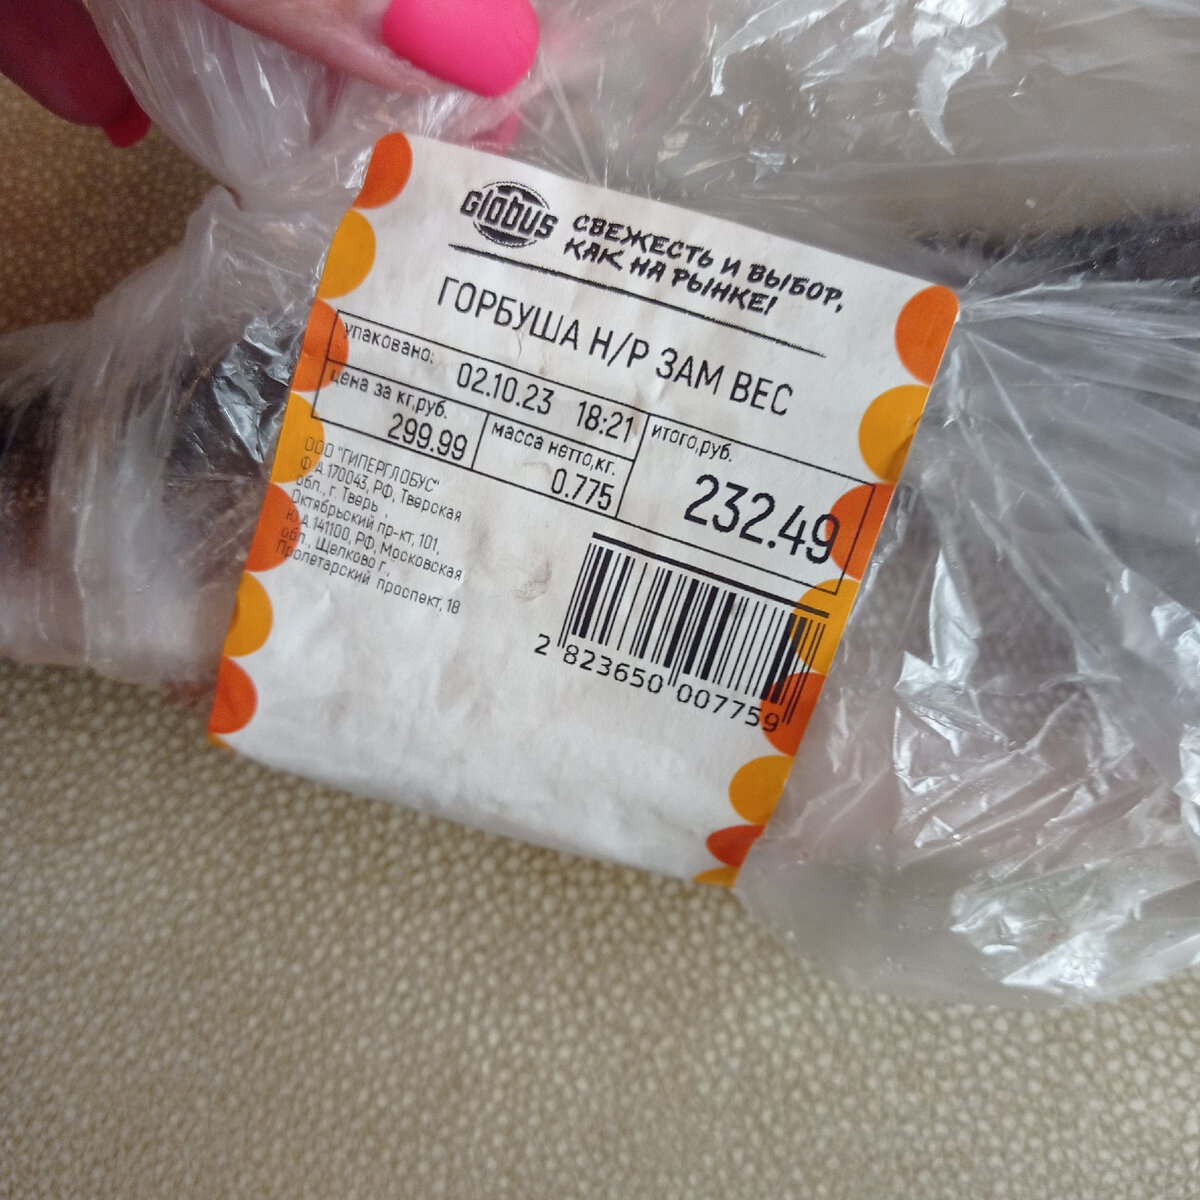 Globus
СВЕЖЕСТЬ И ВЫБОР,
КАК НА РЫНКЕ!
ГОРБУША Н/Р ЗАМ ВЕС
упаковано: 02.10.23 18:21
цена за кг,руб.
299.99
масса нетто,кг.
0.775
итого,руб.
232.49
ООО "ГИПЕРГЛОБУС"
Ф.А.170043, РФ, Тверская
обл., г. Тверь ,
Октябрьский пр-кт, 101,
Ю.А.141100, РФ, Московская
обл., Щелково г.,
Пролетарский проспект, 18
2 823650 007759